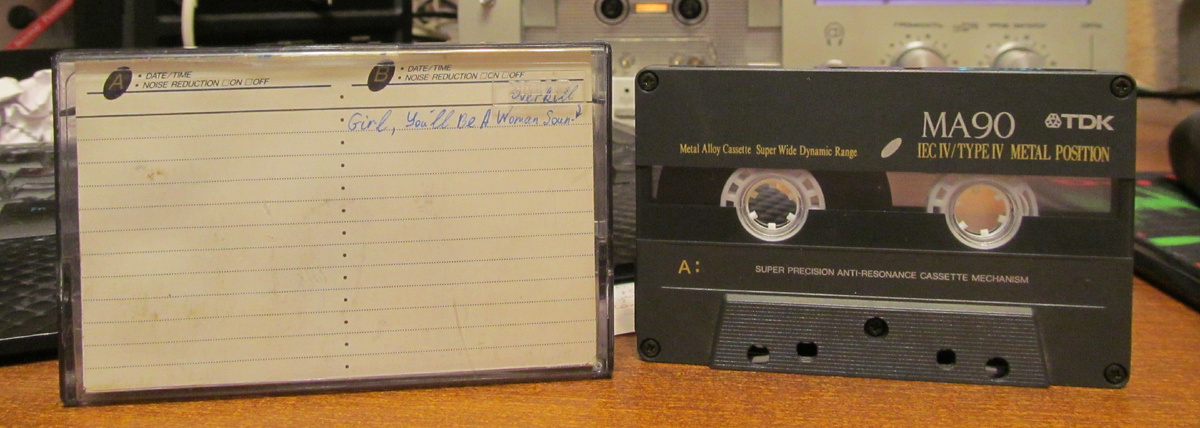 A
• DATE/TIME
• NOISE REDUCTION □ON □OFF
B
• DATE/TIME
• NOISE REDUCTION □ON □OFF
Overkill
Girl, You'll Be A Woman Soon
MA90 TDK
Metal Alloy Cassette Super Wide Dynamic Range
IEC IV/TYPE IV METAL POSITION
A:
SUPER PRECISION ANTI-RESONANCE CASSETTE MECHANISM